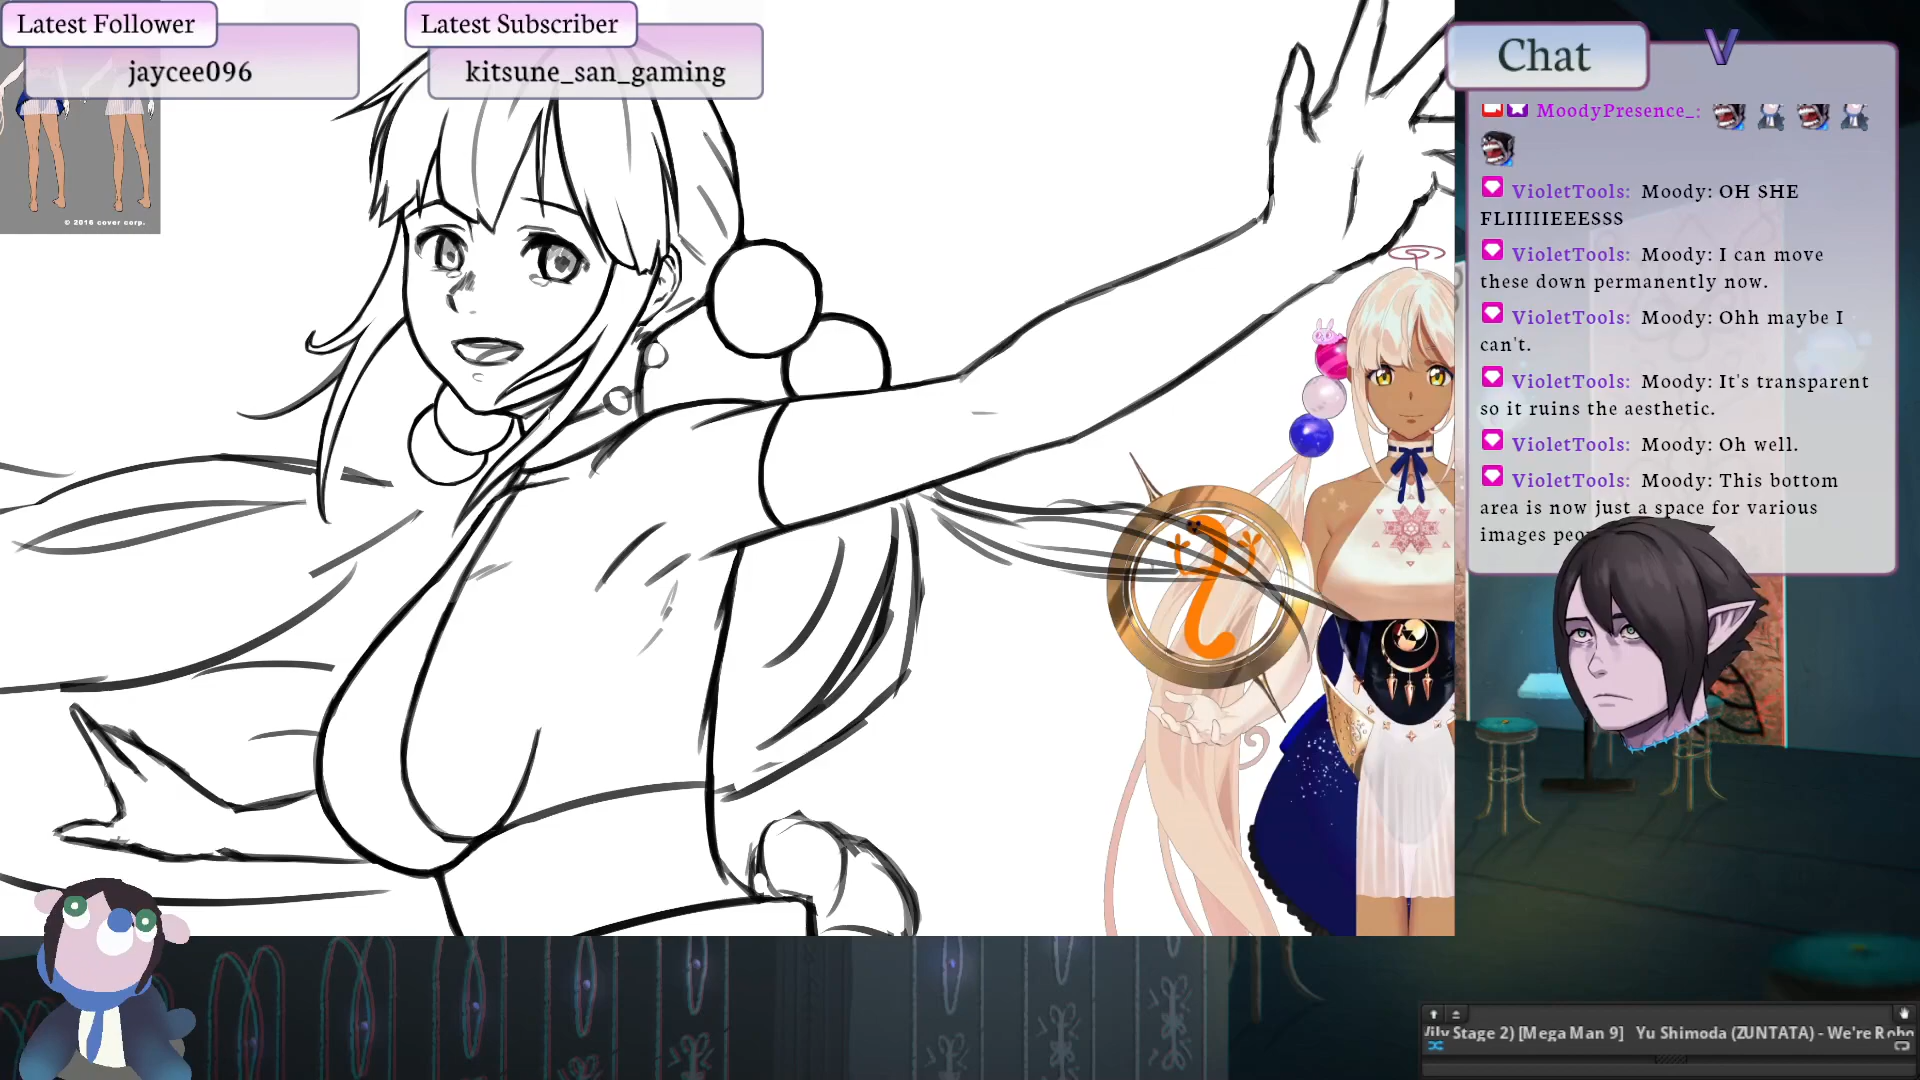 Latest Follower
jaycee096
Latest Subscriber
kitsune_san_gaming
© 2016 cover corp.
Chat
MoodyPresence_:
VioletTools: Moody: OH SHE
FLIIIIIEEESSS
VioletTools: Moody: I can move
these down permanently now.
VioletTools: Moody: Ohh maybe I
can't.
VioletTools: Moody: It's transparent
so it ruins the aesthetic.
VioletTools: Moody: Oh well.
VioletTools: Moody: This bottom
area is now just a space for various
images
Stage 2) [Mega Man 9] Yu Shimoda (ZUNTATA) - We're